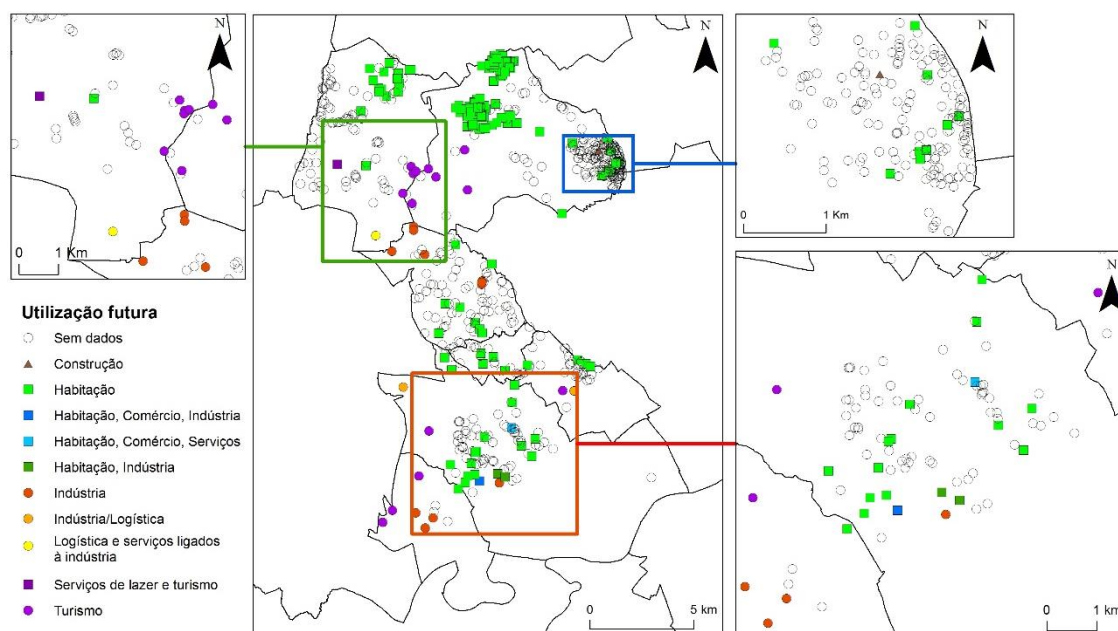 N
N
N
0 1 Km
0 1 Km
Utilização futura
Sem dados
Construção
Habitação
Habitação, Comércio, Indústria
Habitação, Comércio, Serviços
Habitação, Indústria
Indústria
Indústria/Logística
Logística e serviços ligados
à indústria
Serviços de lazer e turismo
Turismo
0 5 km
N
0 1 km